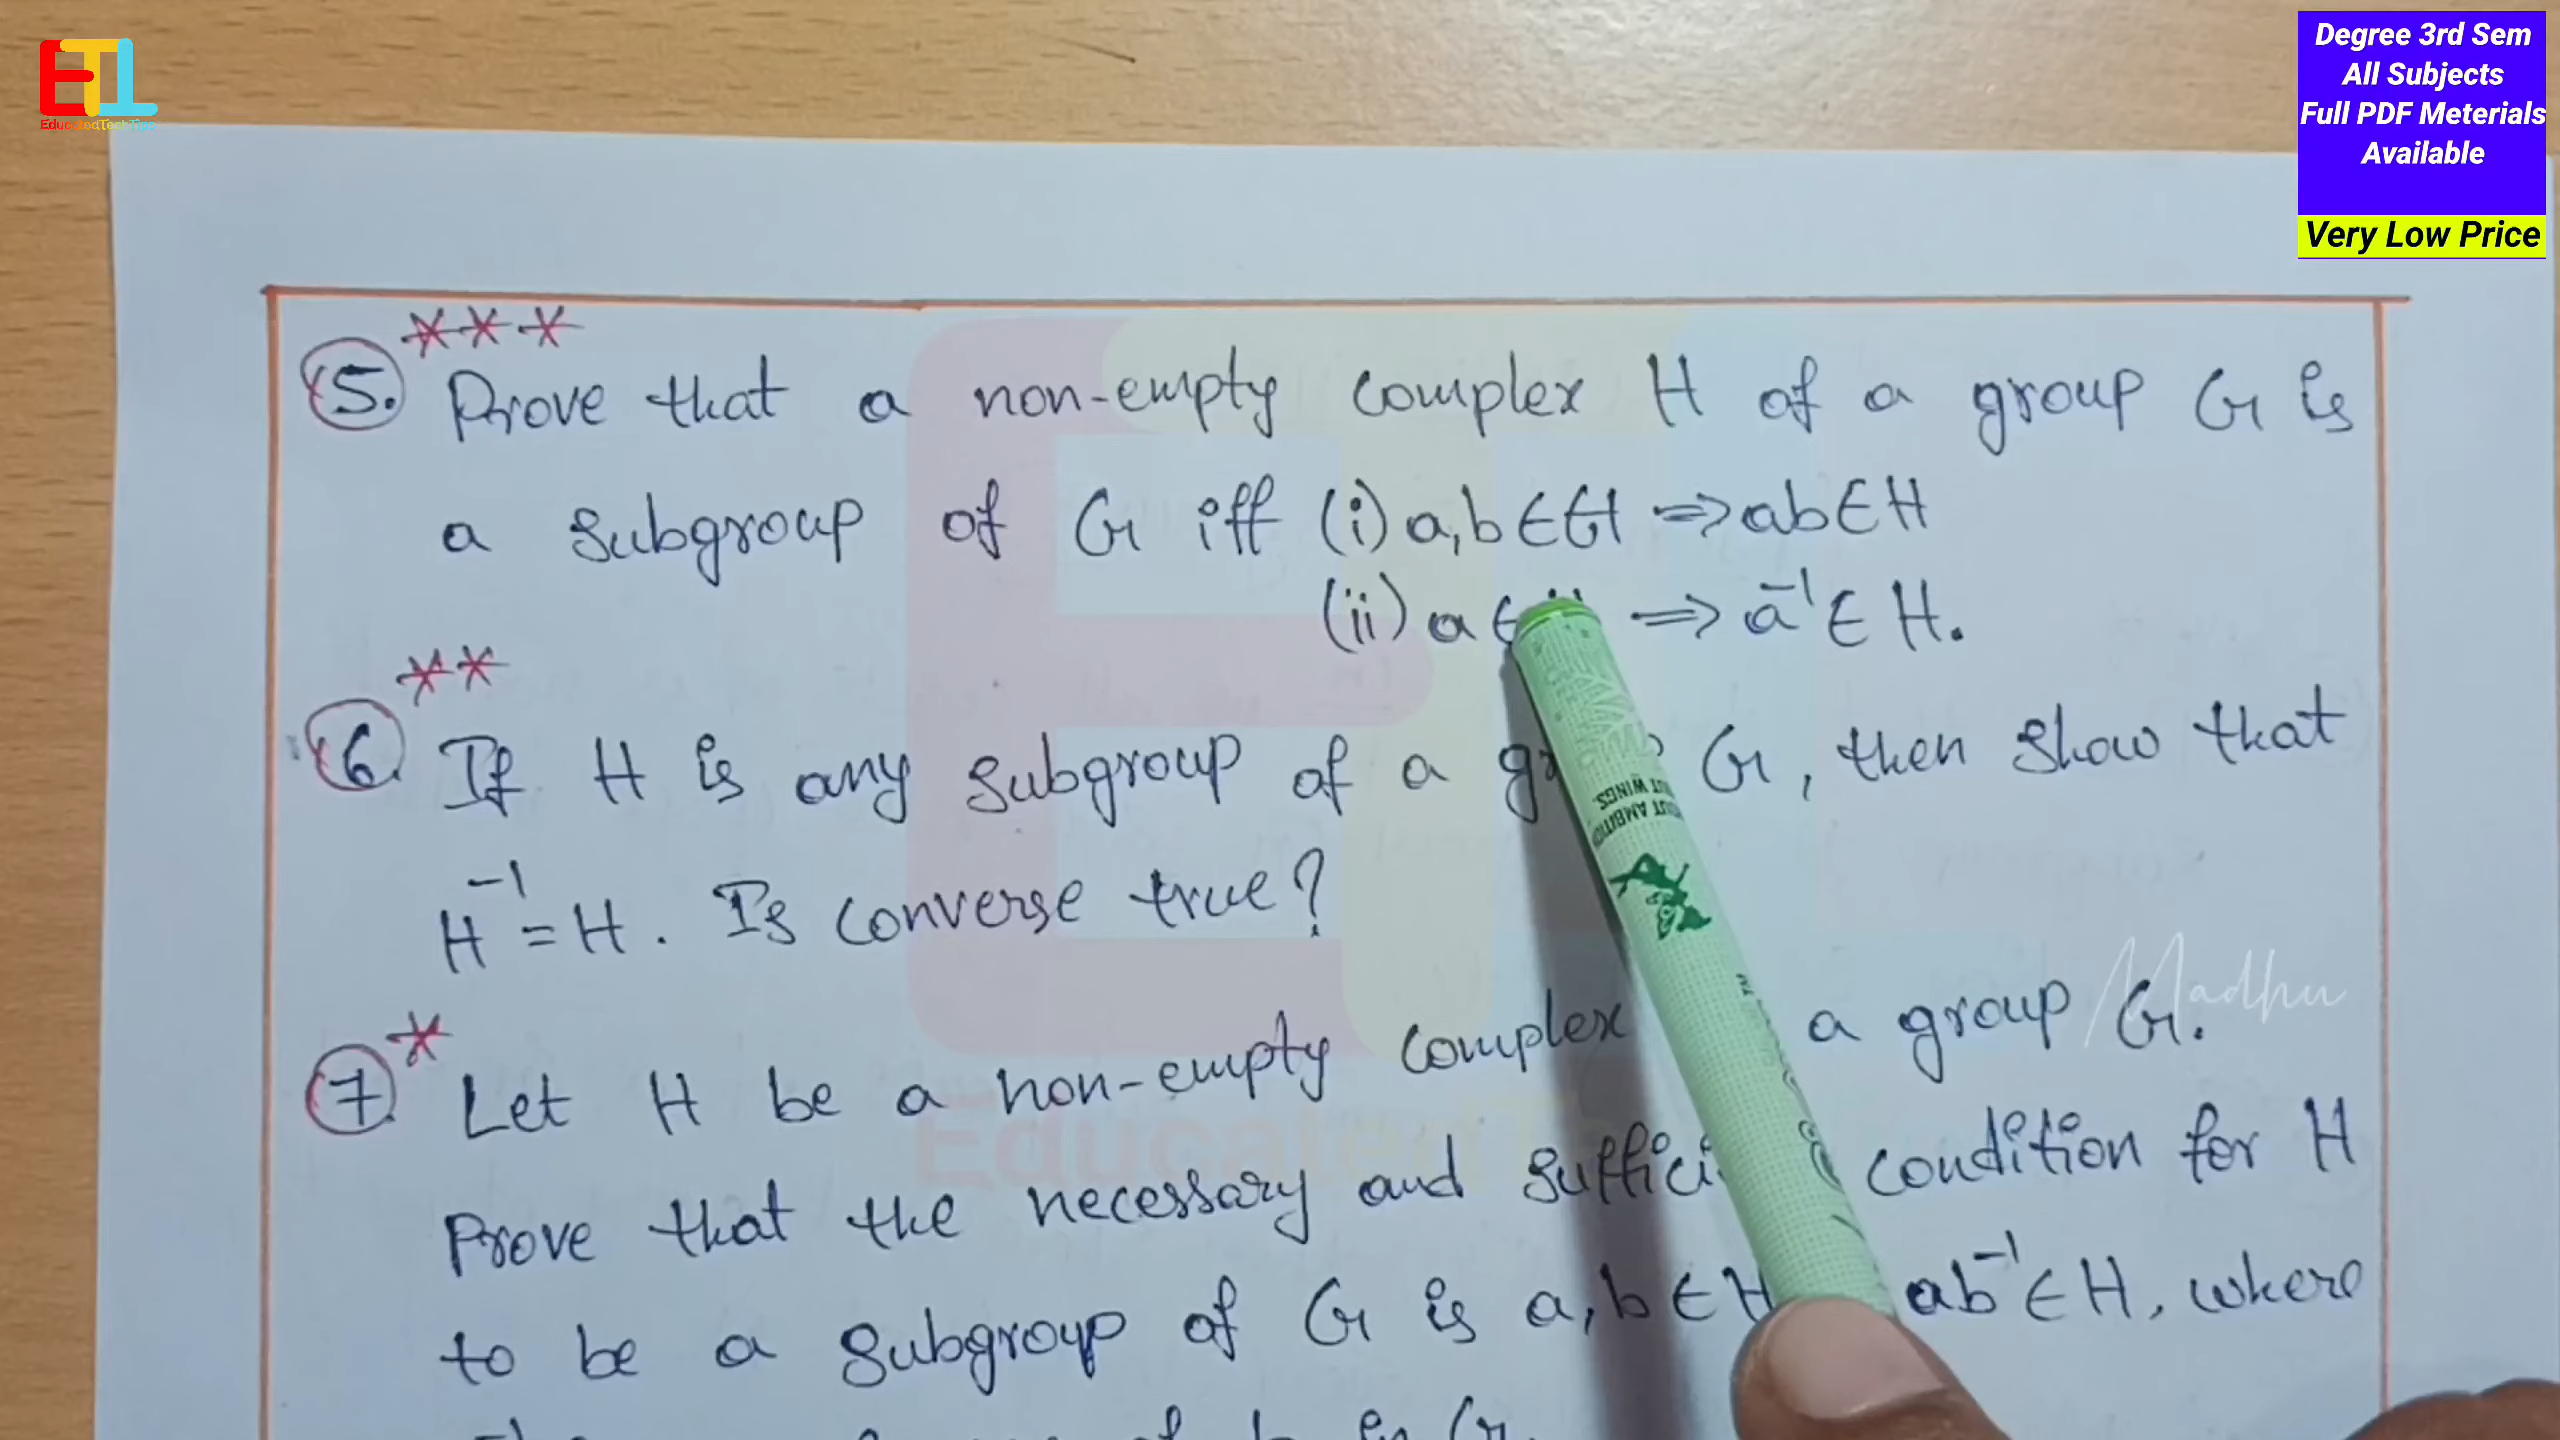 ETL
EducatedTechTips
Degree 3rd Sem
All Subjects
Full PDF Meterials
Available
Very Low Price
*** 
5. Prove that a non-empty complex H of a group G is
a subgroup of G iff (i) a,b∈H ⇒ ab∈H
(ii) a ∈ ⇒ a⁻¹∈ H.
**
6. If H is any subgroup of a G, then show that
H⁻¹=H. Is converse true?
*
7. Let H be a non-empty complex a group G.
Madhu
Prove that the necessary and condition for H
to be a subgroup of G is a,b∈H ab⁻¹∈H, where